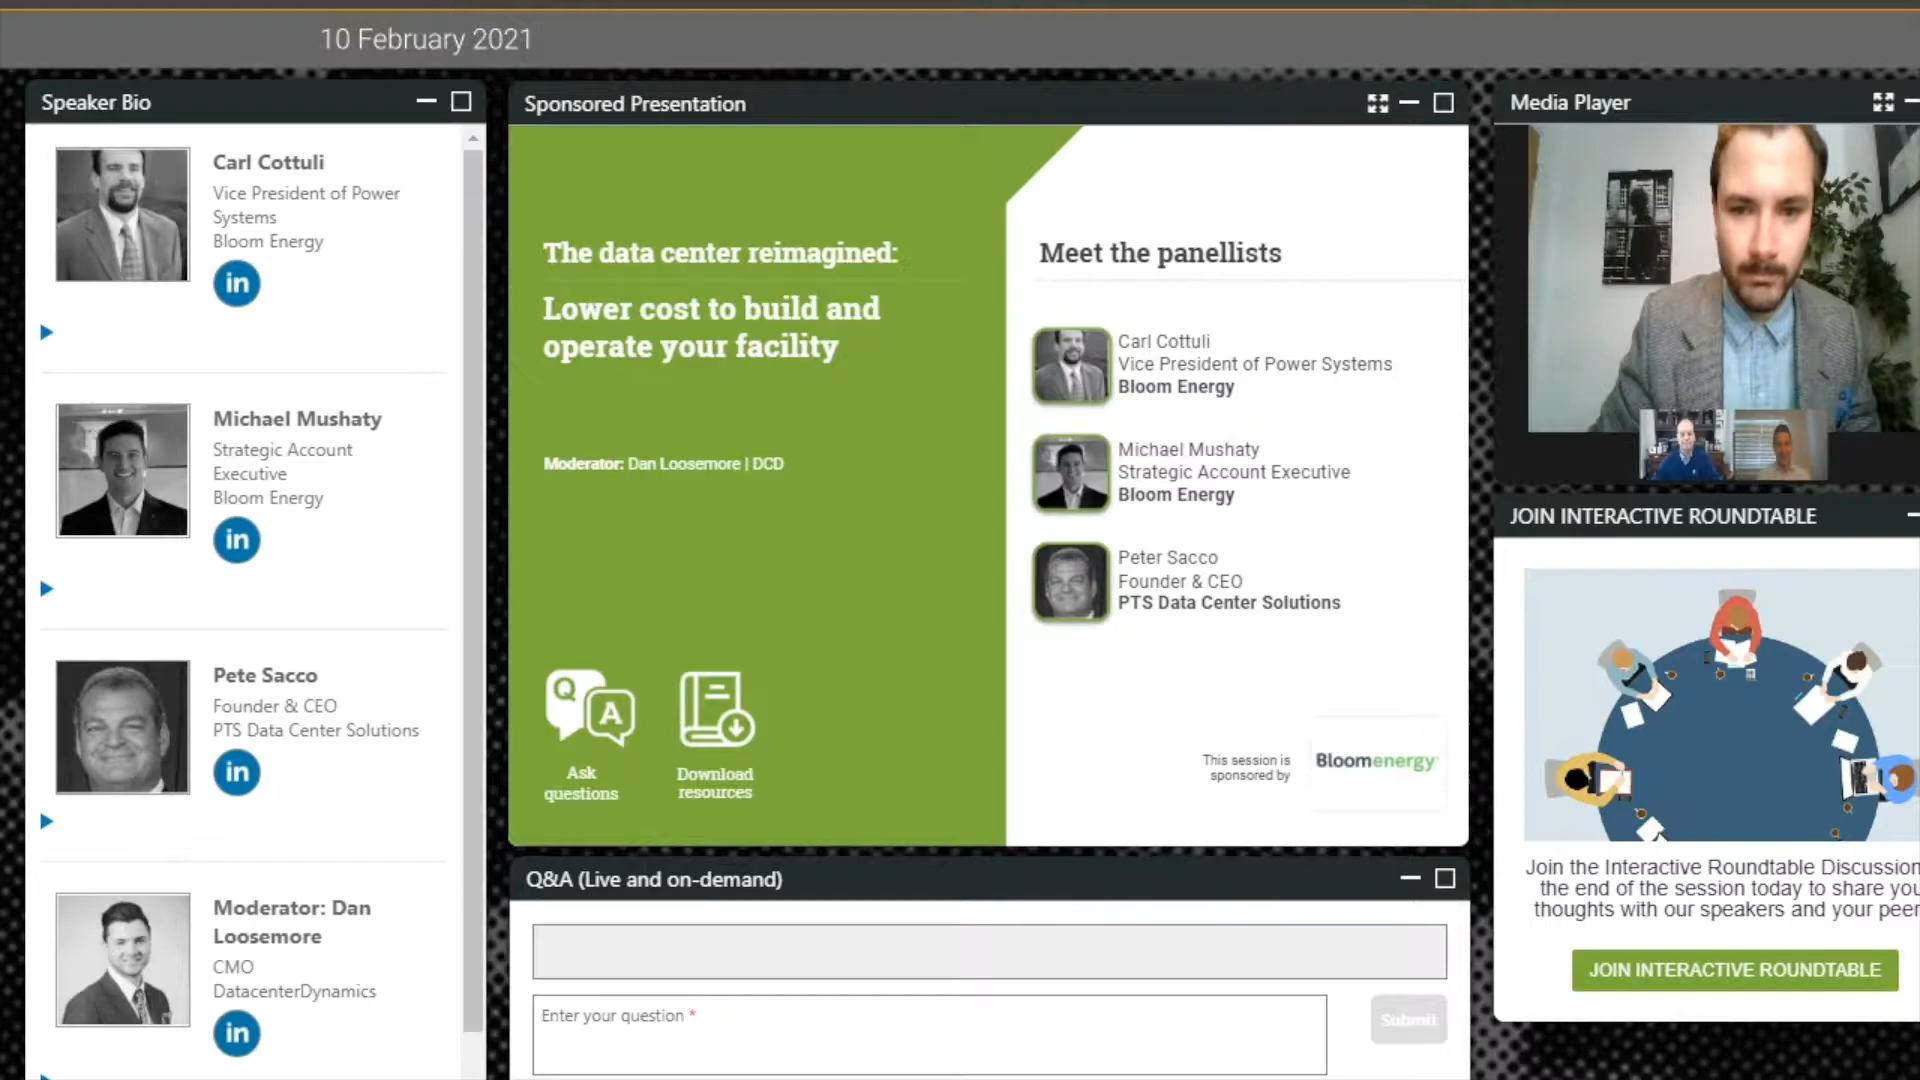 10 February 2021
Speaker Bio
Carl Cottuli
Vice President of Power
Systems
Bloom Energy
in
Michael Mushaty
Strategic Account
Executive
Bloom Energy
in
Pete Sacco
Founder & CEO
PTS Data Center Solutions
in
Moderator: Dan
Loosemore
CMO
DatacenterDynamics
in
Sponsored Presentation
The data center reimagined:
Lower cost to build and
operate your facility
Moderator: Dan Loosemore | DCD
Q A
Ask
questions
Download
resources
Meet the panellists
Carl Cottuli
Vice President of Power Systems
Bloom Energy
Michael Mushaty
Strategic Account Executive
Bloom Energy
Peter Sacco
Founder & CEO
PTS Data Center Solutions
This session is
sponsored by
Bloomenergy
Q&A (Live and on-demand)
Enter your question *
Submit
Media Player
JOIN INTERACTIVE ROUNDTABLE
Join the Interactive Roundtable Discussion
the end of the session today to share you
thoughts with our speakers and your peer
JOIN INTERACTIVE ROUNDTABLE